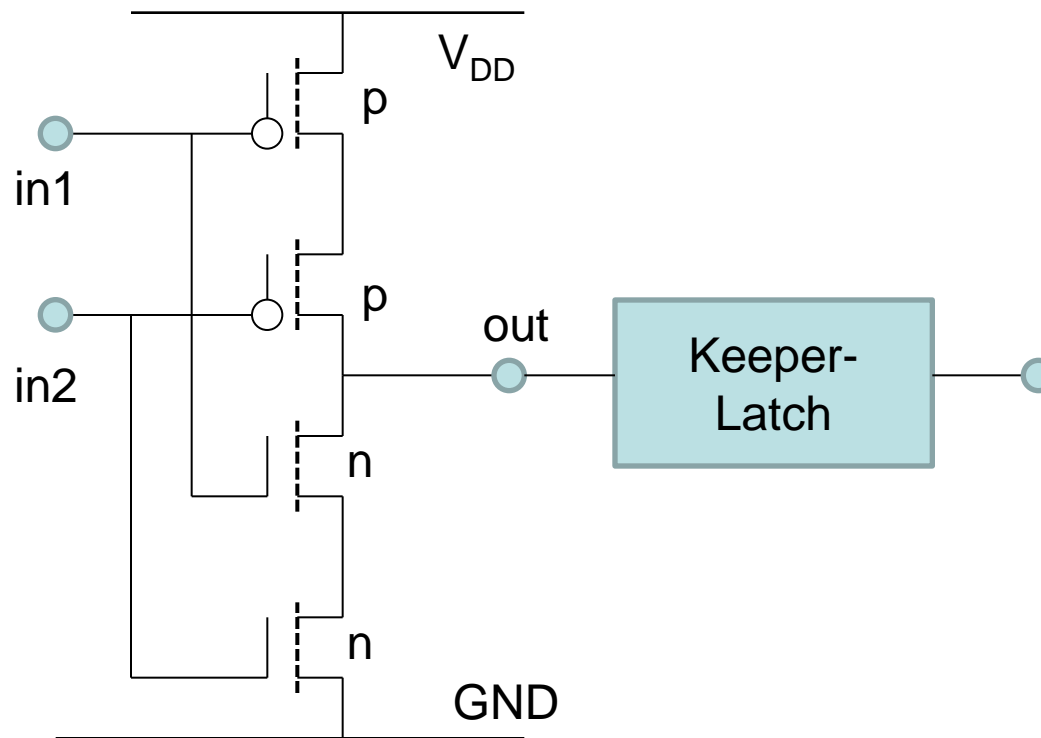 V_DD
p
in1
p
out
in2
Keeper-
Latch
n
n
GND